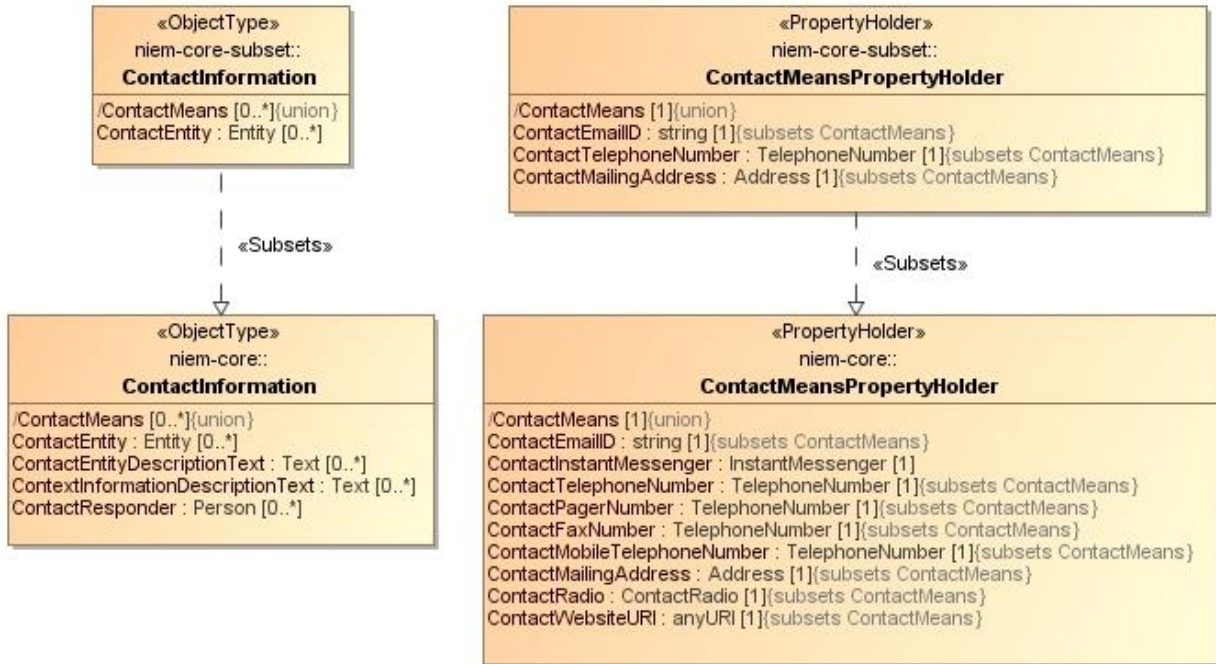 «ObjectType»
niem-core-subset::
ContactInformation
/ContactMeans [0..*]{union}
ContactEntity : Entity [0..*]
«PropertyHolder»
niem-core-subset::
ContactMeansPropertyHolder
/ContactMeans [1]{union}
ContactEmailID : string [1]{subsets ContactMeans}
ContactTelephoneNumber : TelephoneNumber [1]{subsets ContactMeans}
ContactMailingAddress : Address [1]{subsets ContactMeans}
«Subsets»
«Subsets»
«ObjectType»
niem-core::
ContactInformation
/ContactMeans [0..*]{union}
ContactEntity : Entity [0..*]
ContactEntityDescriptionText : Text [0..*]
ContextInformationDescriptionText : Text [0..*]
ContactResponder : Person [0..*]
«PropertyHolder»
niem-core::
ContactMeansPropertyHolder
/ContactMeans [1]{union}
ContactEmailID : string [1]{subsets ContactMeans}
ContactInstantMessenger : InstantMessenger [1]
ContactTelephoneNumber : TelephoneNumber [1]{subsets ContactMeans}
ContactPagerNumber : TelephoneNumber [1]{subsets ContactMeans}
ContactFaxNumber : TelephoneNumber [1]{subsets ContactMeans}
ContactMobileTelephoneNumber : TelephoneNumber [1]{subsets ContactMeans}
ContactMailingAddress : Address [1]{subsets ContactMeans}
ContactRadio : ContactRadio [1]{subsets ContactMeans}
ContactWebsiteURI : anyURI [1]{subsets ContactMeans}